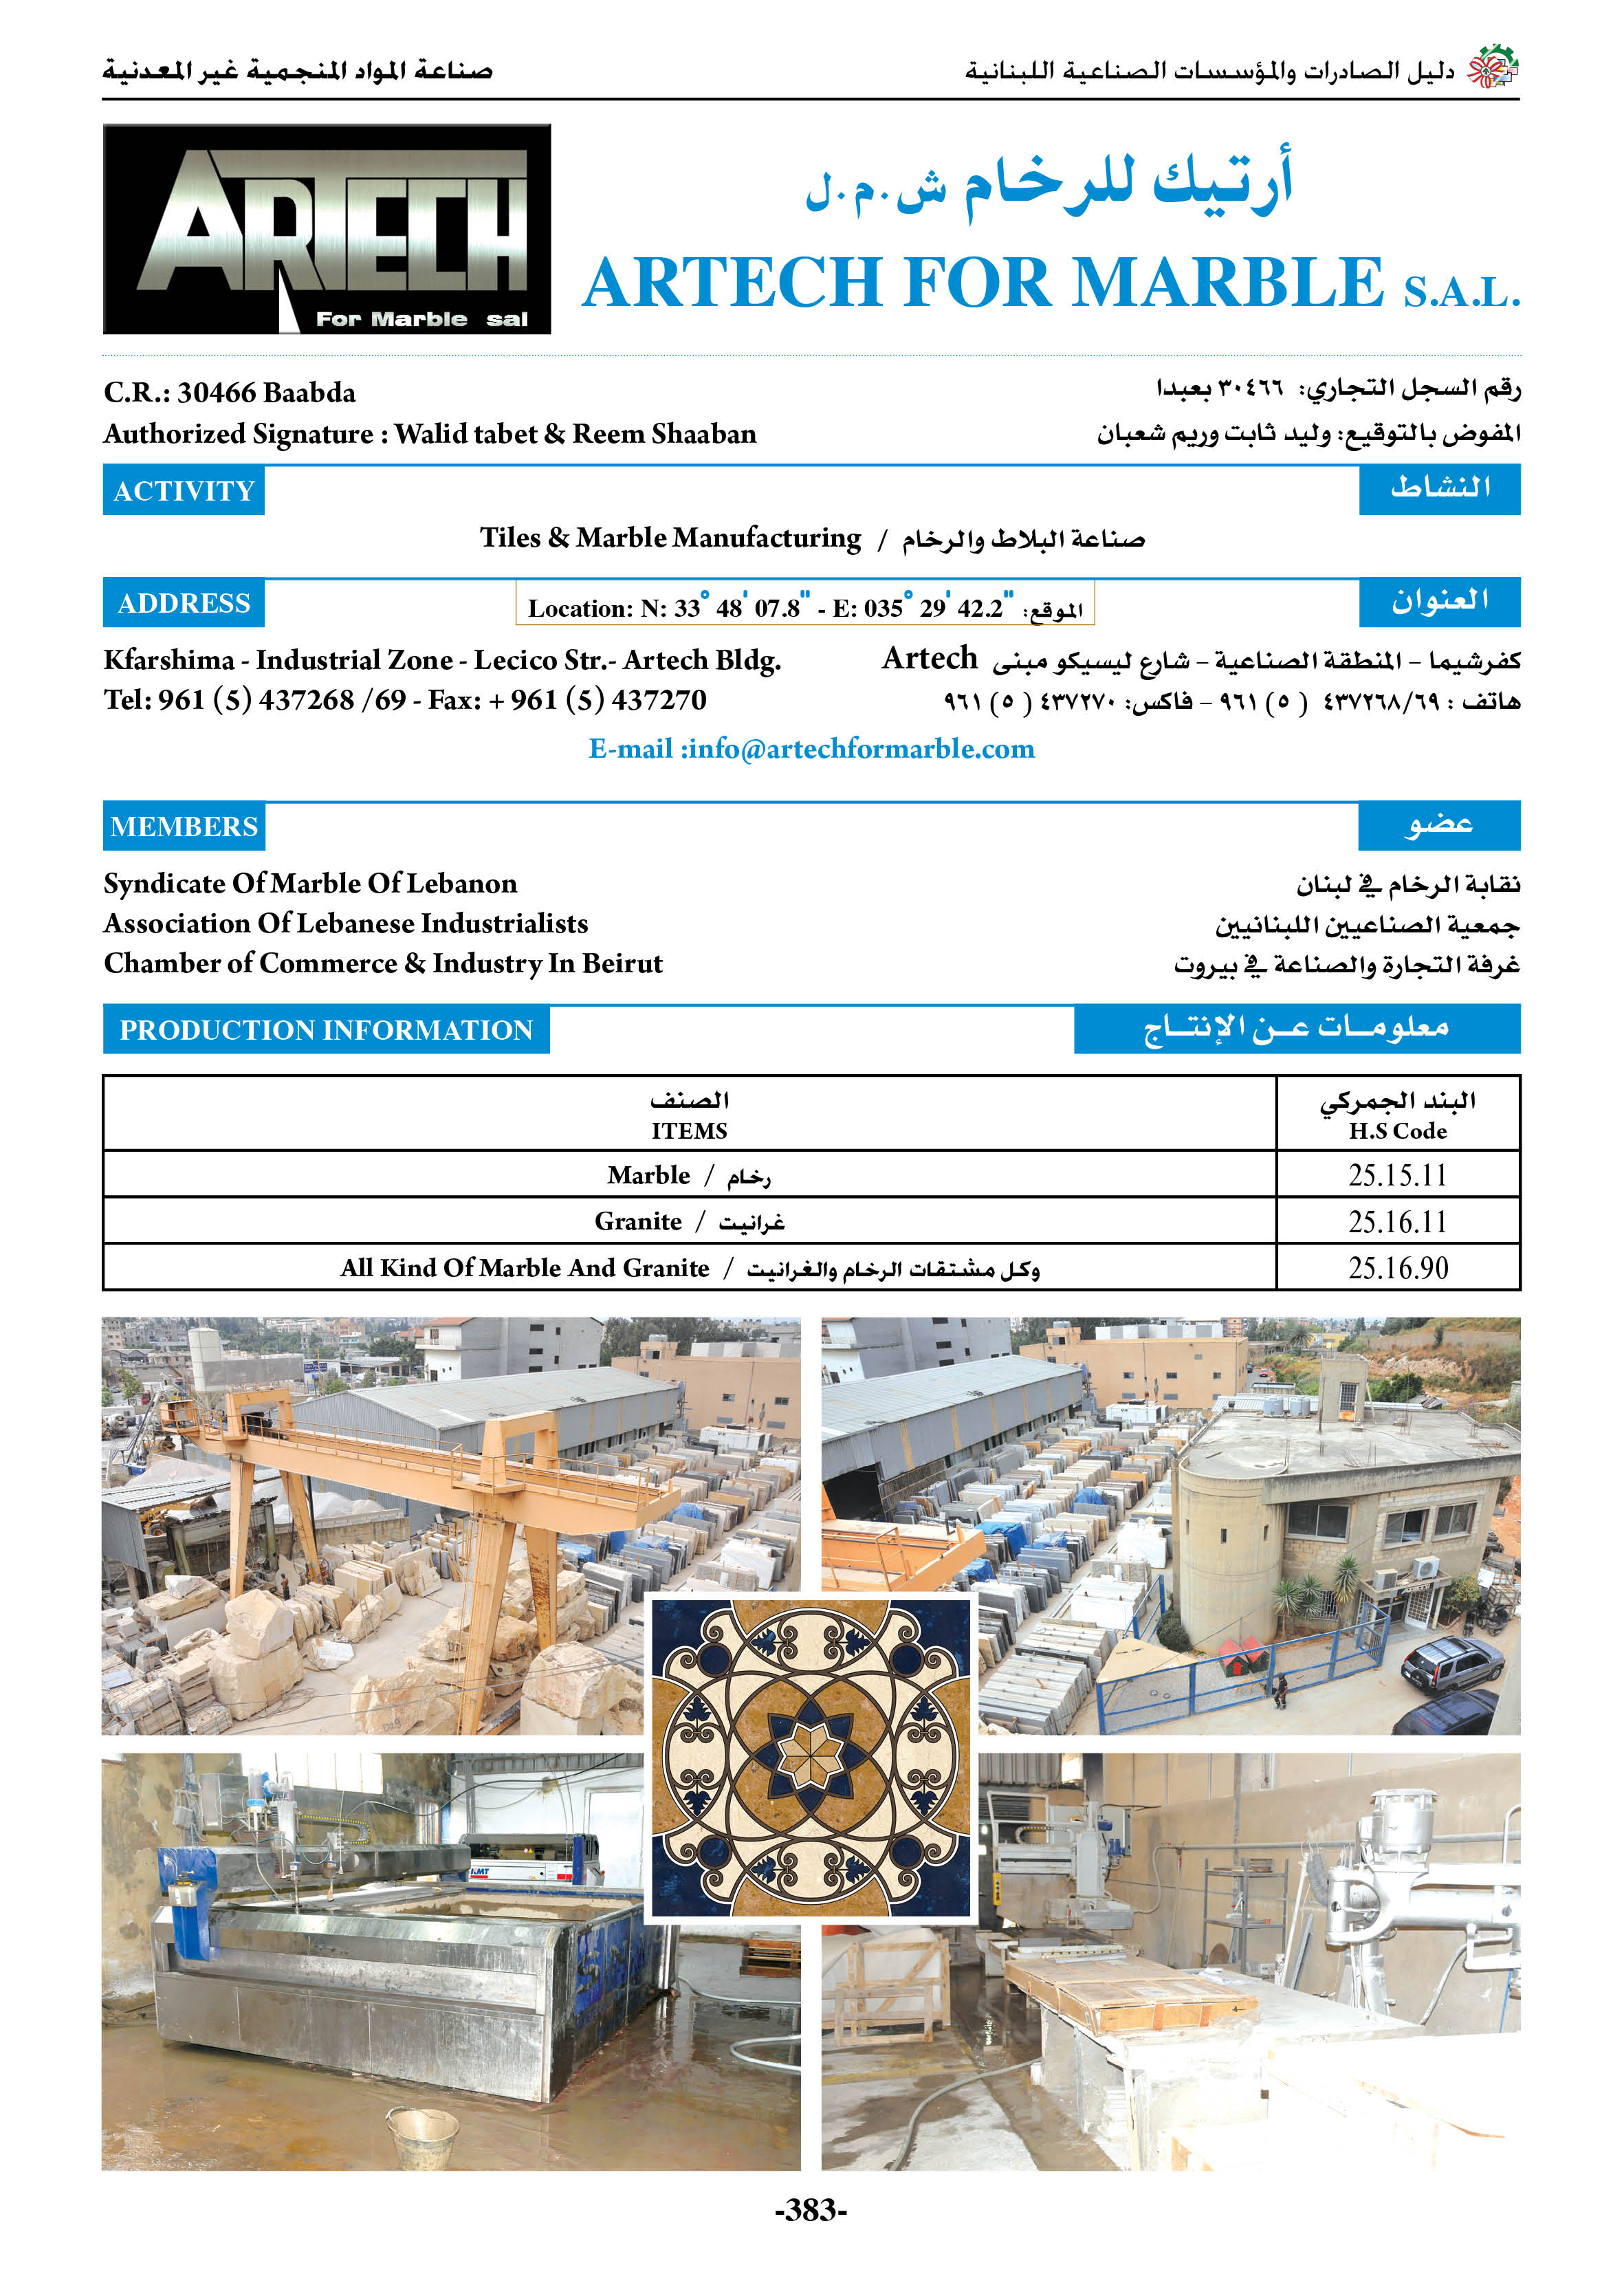 صناعة المواد المنجمية غير المعدنية
دليل الصادرات والمؤسسات الصناعية اللبنانية
ARTECH
For Marble sal
أرتيك للرخام ش.م.ل
ARTECH FOR MARBLE S.A.L.
C.R.: 30466 Baabda
رقم السجل التجاري: ٣٠٤٦٦ بعبدا
Authorized Signature : Walid tabet & Reem Shaaban
المفوض بالتوقيع: وليد ثابت وريم شعبان
ACTIVITY
النشاط
Tiles & Marble Manufacturing / صناعة البلاط والرخام
ADDRESS
Location: N: 33° 48' 07.8" - E: 035° 29' 42.2" :الموقع
العنوان
Kfarshima - Industrial Zone - Lecico Str.- Artech Bldg.
كفرشيما – المنطقة الصناعية – شارع ليسيكو مبنى Artech
Tel: 961 (5) 437268 /69 - Fax: + 961 (5) 437270
هاتف : ٤٣٧٢٦٨/٦٩ (٥ ) ٩٦١ – فاكس: ٤٣٧٢٧٠ (٥ ) ٩٦١
E-mail :info@artechformarble.com
MEMBERS
عضو
Syndicate Of Marble Of Lebanon
نقابة الرخام في لبنان
Association Of Lebanese Industrialists
جمعية الصناعيين اللبنانيين
Chamber of Commerce & Industry In Beirut
غرفة التجارة والصناعة في بيروت
PRODUCTION INFORMATION
معلومـات عـن الإنتـاج
الصنف
ITEMS
البند الجمركي
H.S Code
Marble / رخام
25.15.11
Granite / غرانيت
25.16.11
All Kind Of Marble And Granite / وكل مشتقات الرخام والغرانيت
25.16.90
KMT
-383-